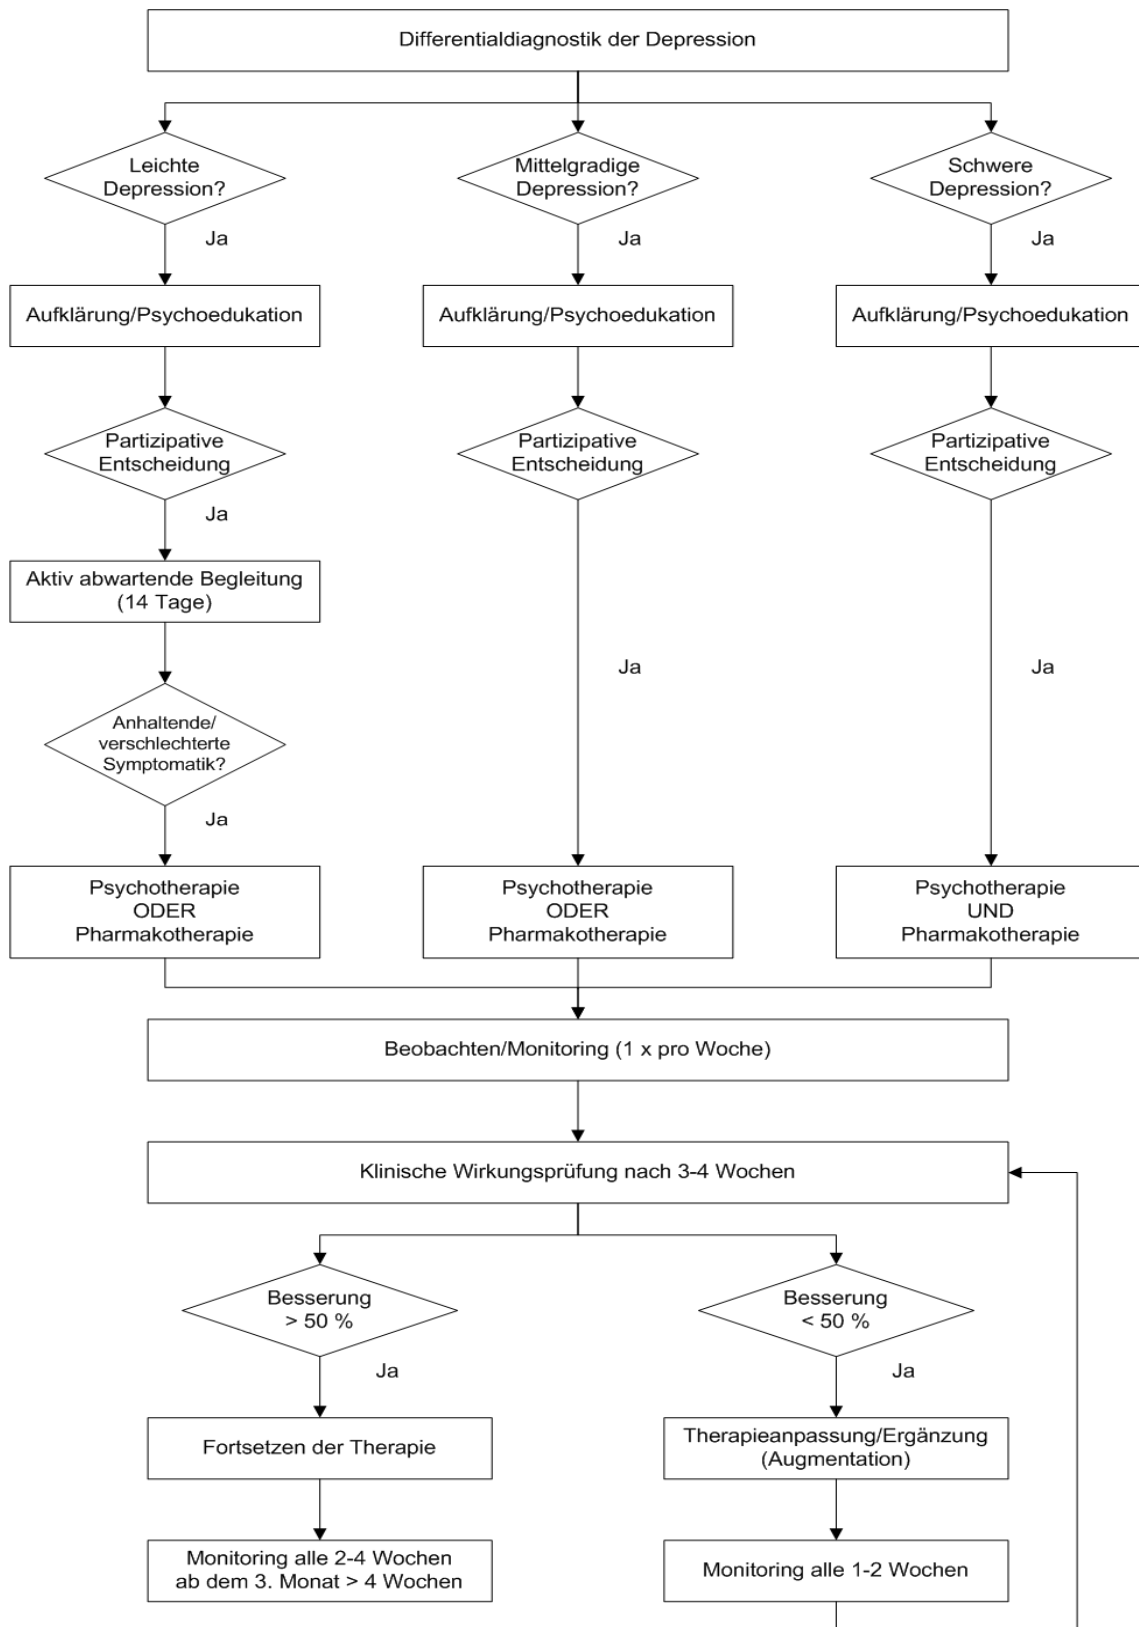 Differentialdiagnostik der Depression
Leichte
Depression?
Mittelgradige
Depression?
Schwere
Depression?
Ja
Ja
Ja
Aufklärung/Psychoedukation
Aufklärung/Psychoedukation
Aufklärung/Psychoedukation
Partizipative
Entscheidung
Partizipative
Entscheidung
Partizipative
Entscheidung
Ja
Aktiv abwartende Begleitung
(14 Tage)
Ja
Ja
Anhaltende/
verschlechterte
Symptomatik?
Ja
Psychotherapie
ODER
Pharmakotherapie
Psychotherapie
ODER
Pharmakotherapie
Psychotherapie
UND
Pharmakotherapie
Beobachten/Monitoring (1 x pro Woche)
Klinische Wirkungsprüfung nach 3-4 Wochen
Besserung
> 50 %
Besserung
< 50 %
Ja
Ja
Fortsetzen der Therapie
Therapieanpassung/Ergänzung
(Augmentation)
Monitoring alle 2-4 Wochen
ab dem 3. Monat > 4 Wochen
Monitoring alle 1-2 Wochen